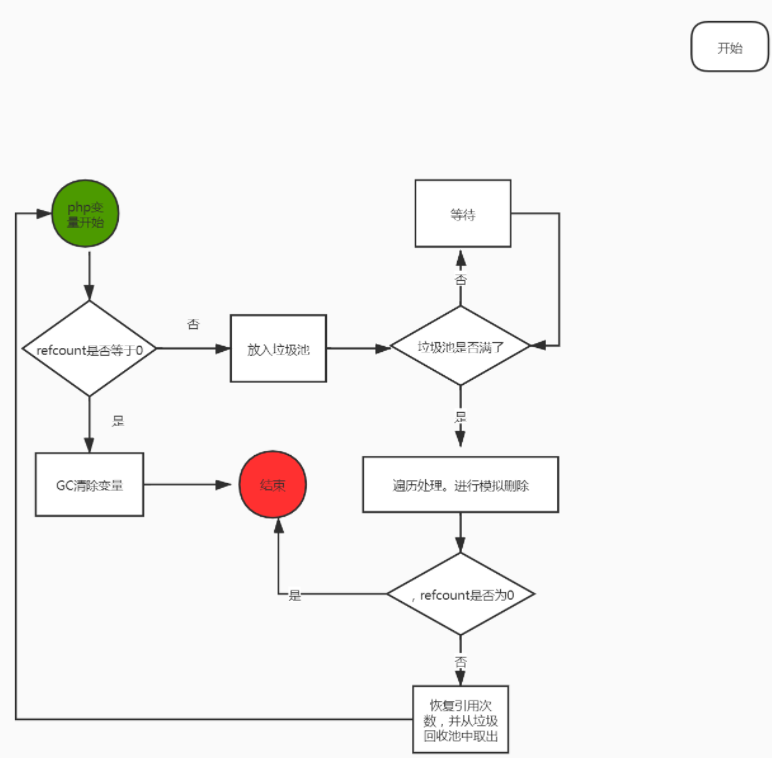 开始
php变
量开始
等待
否
否
refcount是否等于0
放入垃圾池
垃圾池是否满了
是
是
GC清除变量
结束
遍历处理。进行模拟删除
是
，refcount是否为0
否
恢复引用次
数，并从垃圾
回收池中取出